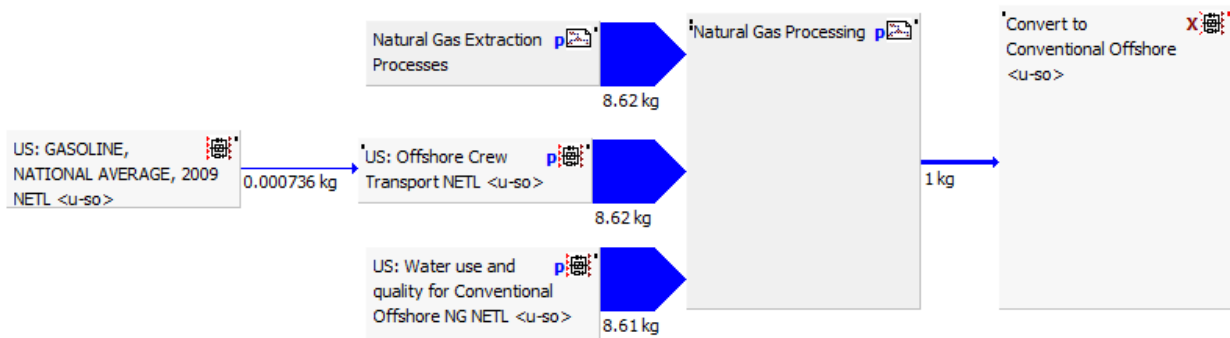 Natural Gas Extraction p
Processes
8.62 kg
Natural Gas Processing p
Convert to X
Conventional Offshore
<u-so>
US: GASOLINE,
NATIONAL AVERAGE, 2009
NETL <u-so>
0.000736 kg
US: Offshore Crew p
Transport NETL <u-so>
8.62 kg
1 kg
US: Water use and p
quality for Conventional
Offshore NG NETL <u-so>
8.61 kg